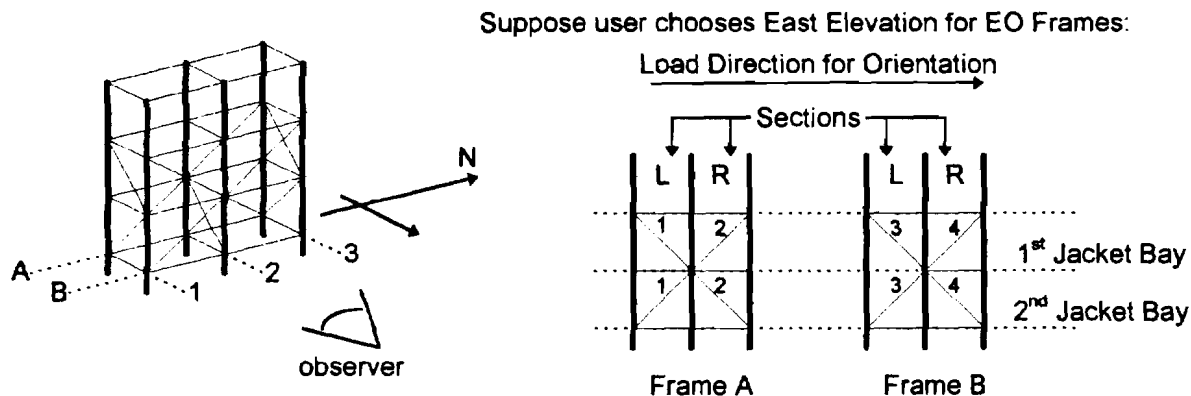 Suppose user chooses East Elevation for EO Frames:
Load Direction for Orientation
Sections
L R L R
N
1 2 3 4
1st Jacket Bay
1 2 3 4
2nd Jacket Bay
A
B
1
2
3
observer
Frame A Frame B